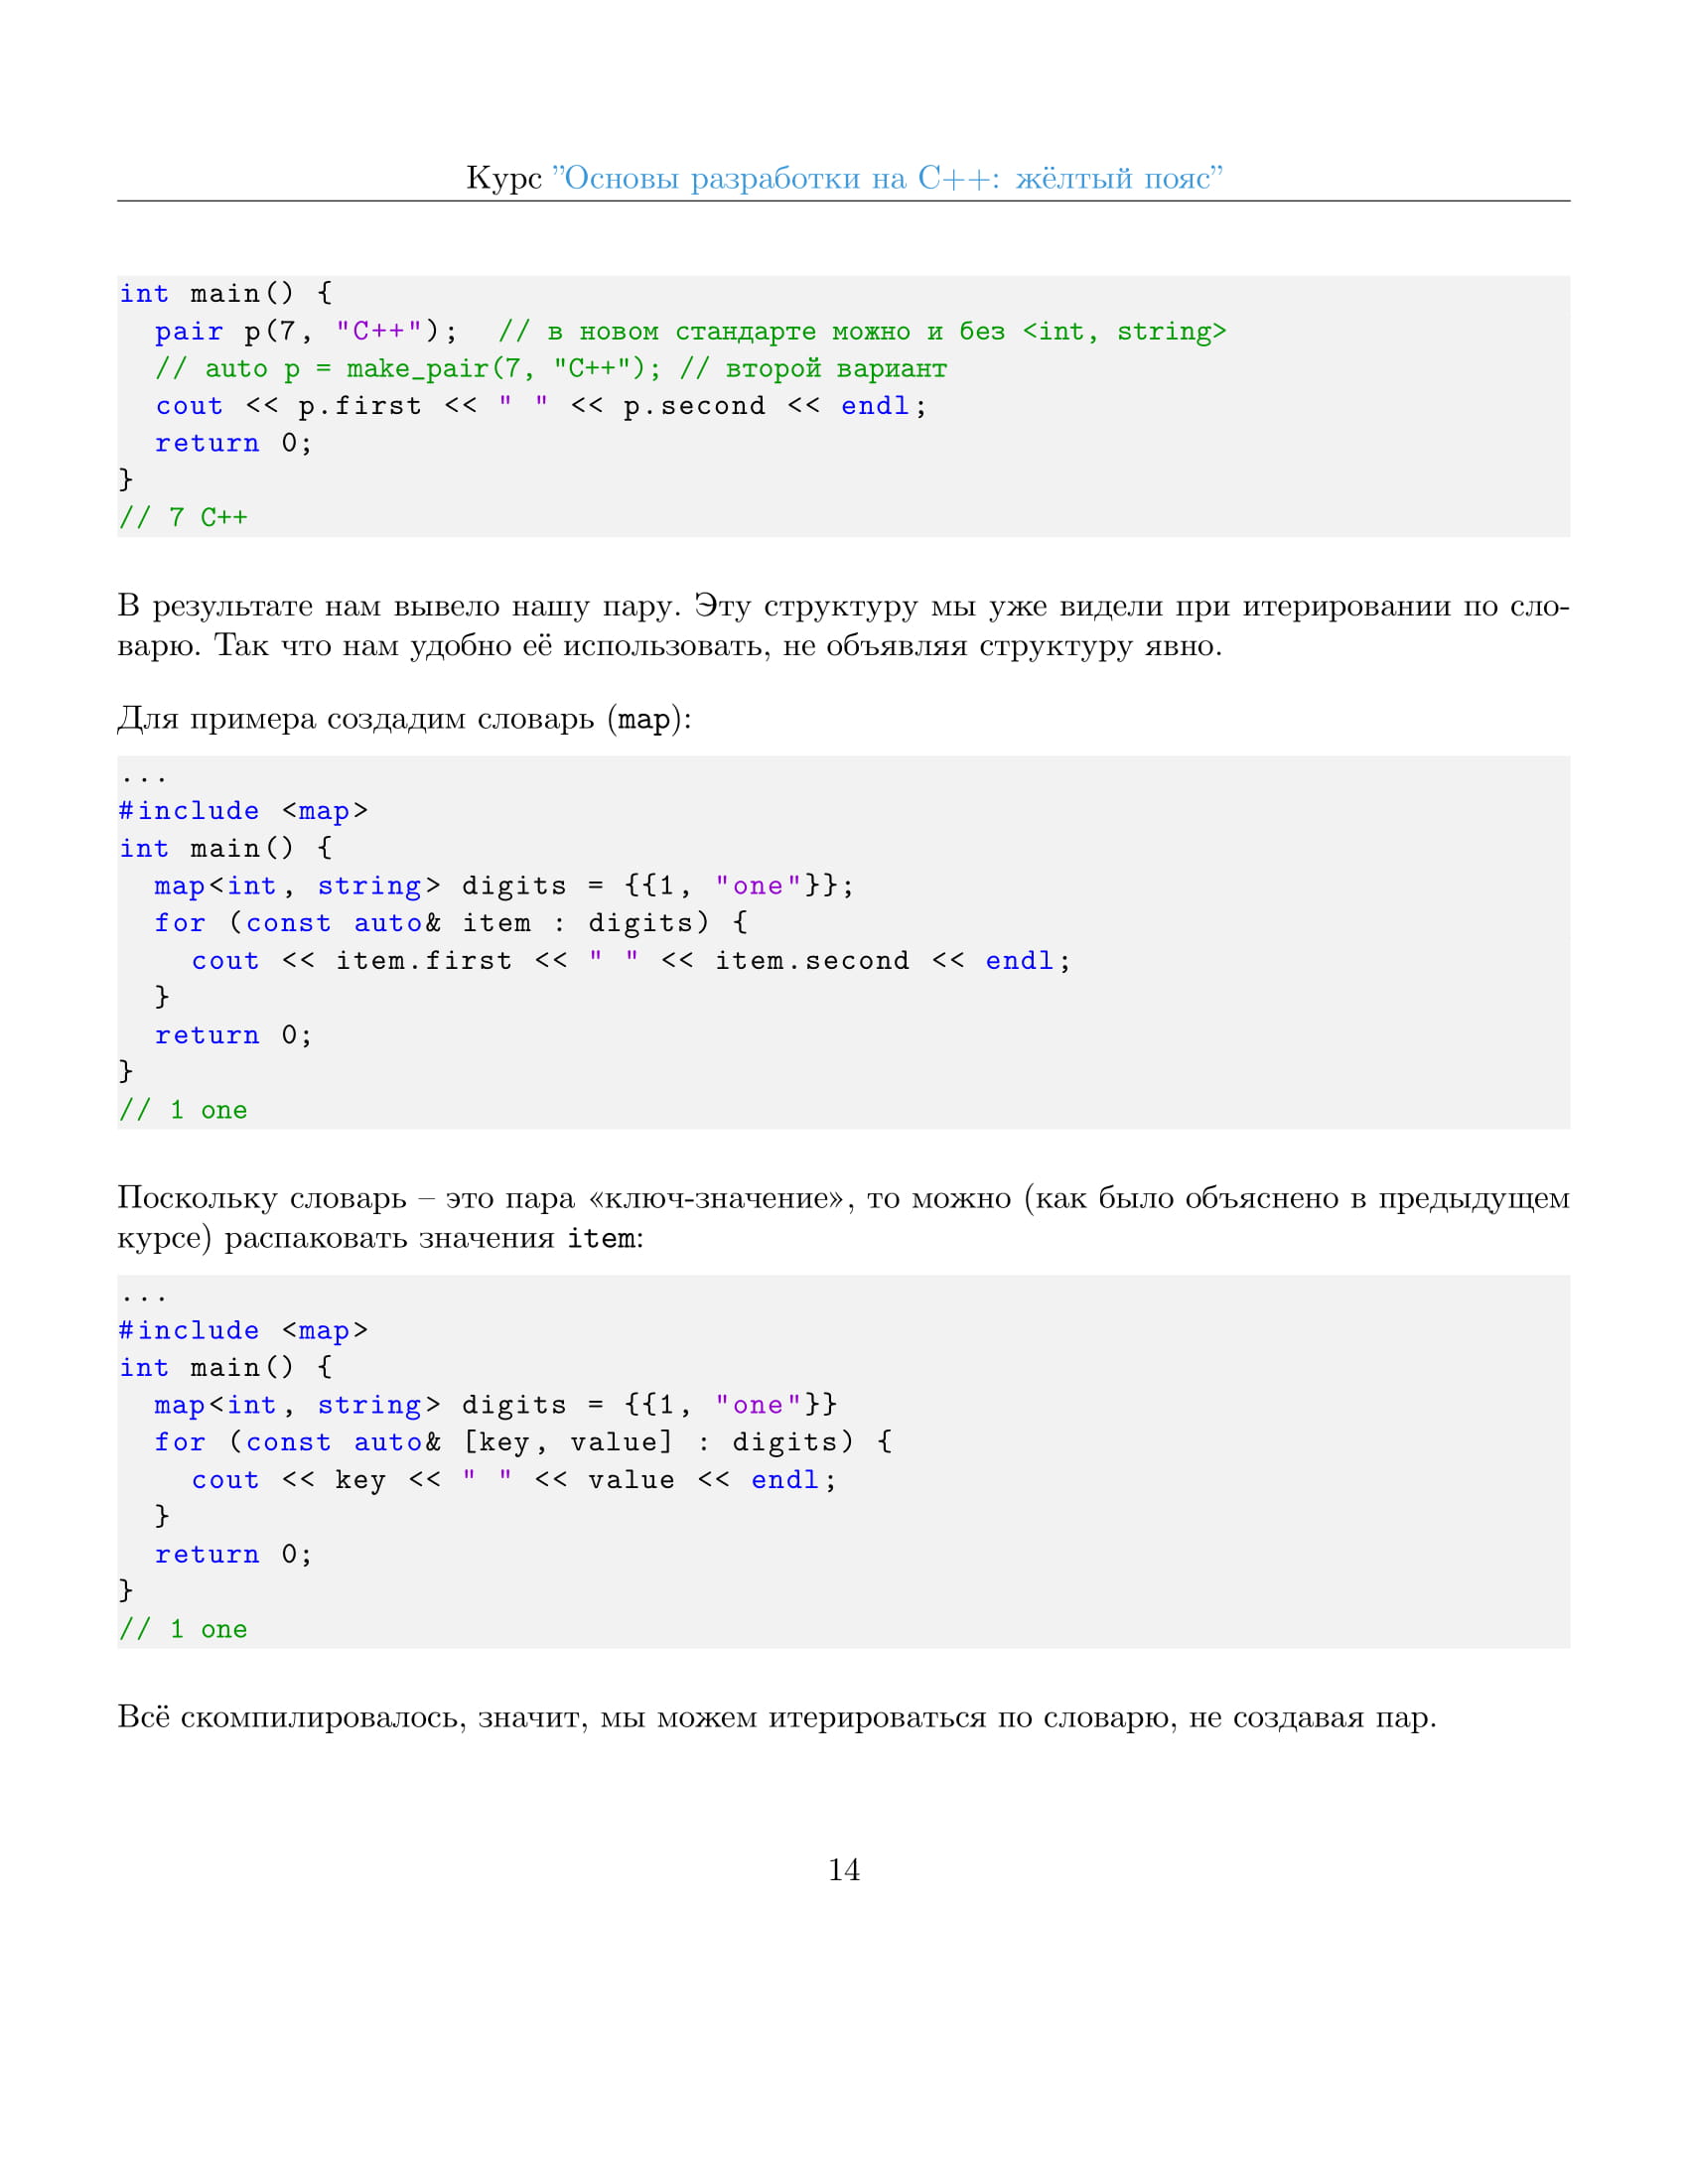 Курс ”Основы разработки на C++: жёлтый пояс”
int main() {
  pair p(7, "C++");  // в новом стандарте можно и без <int, string>
  // auto p = make_pair(7, "C++"); // второй вариант
  cout << p.first << " " << p.second << endl;
  return 0;
}
// 7 C++
В результате нам вывело нашу пару. Эту структуру мы уже видели при итерировании по сло-
варю. Так что нам удобно её использовать, не объявляя структуру явно.
Для примера создадим словарь (map):
...
#include <map>
int main() {
  map<int, string> digits = {{1, "one"}};
  for (const auto& item : digits) {
    cout << item.first << " " << item.second << endl;
  }
  return 0;
}
// 1 one
Поскольку словарь – это пара «ключ-значение», то можно (как было объяснено в предыдущем
курсе) распаковать значения item:
...
#include <map>
int main() {
  map<int, string> digits = {{1, "one"}}
  for (const auto& [key, value] : digits) {
    cout << key << " " << value << endl;
  }
  return 0;
}
// 1 one
Всё скомпилировалось, значит, мы можем итерироваться по словарю, не создавая пар.
14